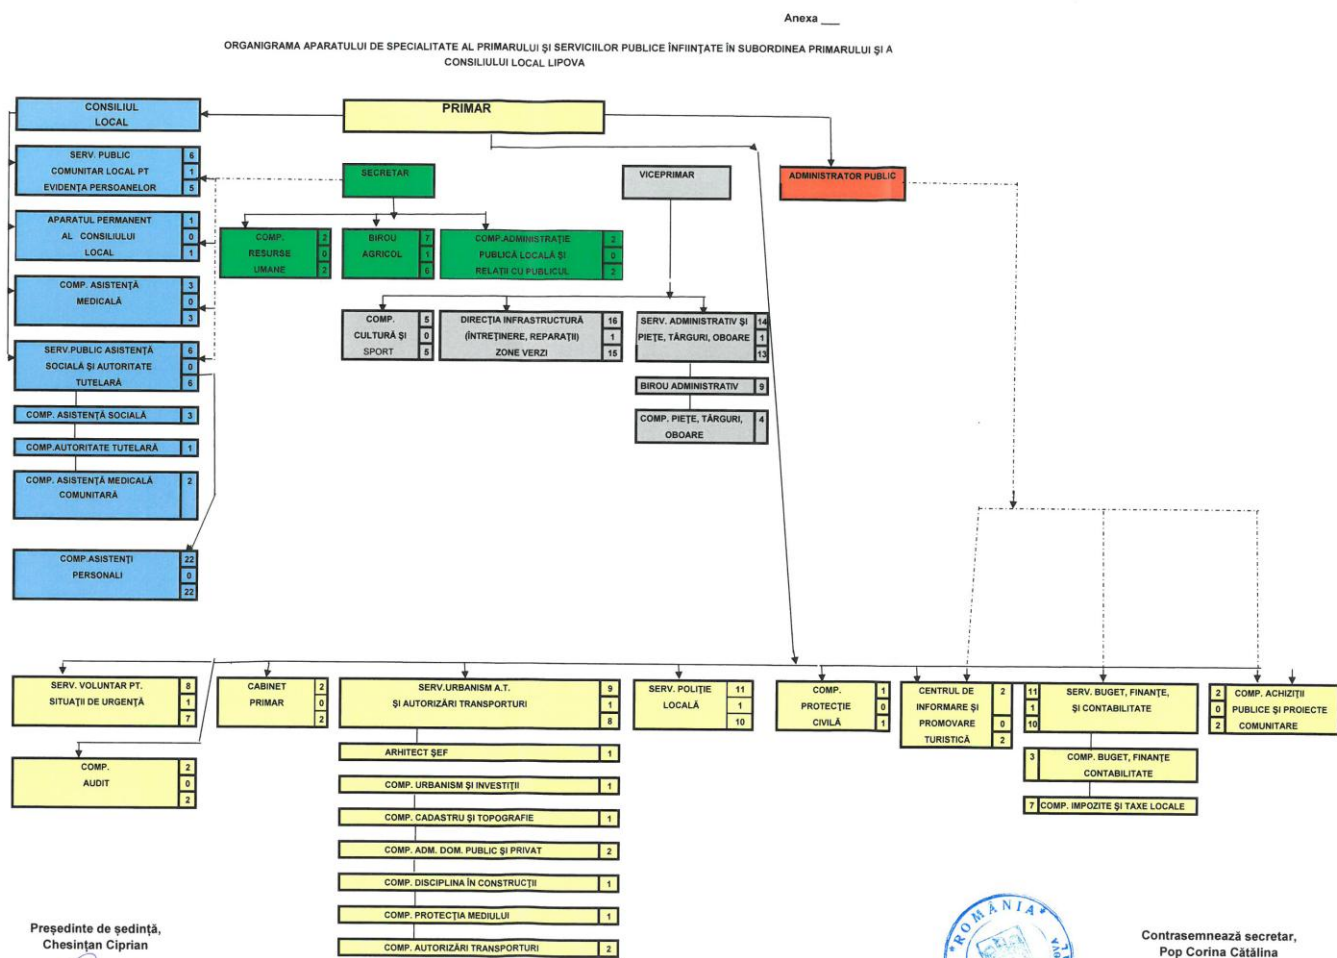 Anexa ___
ORGANIGRAMA APARATULUI DE SPECIALITATE AL PRIMARULUI ȘI SERVICIILOR PUBLICE ÎNFIINȚATE ÎN SUBORDINEA PRIMARULUI ȘI A
CONSILIULUI LOCAL LIPOVA
CONSILIUL
LOCAL
PRIMAR
SERV. PUBLIC 6
COMUNITAR LOCAL PT 1
EVIDENȚA PERSOANELOR 5
SECRETAR
VICEPRIMAR
ADMINISTRATOR PUBLIC
APARATUL PERMANENT 1
AL CONSILIULUI 0
LOCAL 1
COMP. 2
RESURSE 0
UMANE 2
BIROU 7
AGRICOL 1
6
COMP.ADMINISTRAȚIE 2
PUBLICĂ LOCALĂ ȘI 0
RELAȚII CU PUBLICUL 2
COMP. ASISTENȚĂ 3
MEDICALĂ 0
3
COMP. 5
CULTURĂ ȘI 0
SPORT 5
DIRECȚIA INFRASTRUCTURĂ 16
(ÎNTREȚINERE, REPARAȚII) 1
ZONE VERZI 15
SERV. ADMINISTRATIV ȘI 14
PIEȚE, TÂRGURI, OBOARE 1
13
SERV.PUBLIC ASISTENȚĂ 6
SOCIALĂ ȘI AUTORITATE 0
TUTELARĂ 6
BIROU ADMINISTRATIV 9
COMP. PIEȚE, TÂRGURI, 4
OBOARE
COMP. ASISTENȚĂ SOCIALĂ 3
COMP.AUTORITATE TUTELARĂ 1
COMP. ASISTENȚĂ MEDICALĂ 2
COMUNITARĂ
COMP.ASISTENȚI 22
PERSONALI 0
22
SERV. VOLUNTAR PT. 8
SITUAȚII DE URGENȚĂ 1
7
CABINET 2
PRIMAR 0
2
SERV.URBANISM A.T. 9
ȘI AUTORIZĂRI TRANSPORTURI 1
8
SERV. POLIȚIE 11
LOCALĂ 1
10
COMP. 1
PROTECȚIE 0
CIVILĂ 1
CENTRUL DE 2
INFORMARE ȘI
PROMOVARE 0
TURISTICĂ 2
11 SERV. BUGET, FINANȚE,
1 ȘI CONTABILITATE
10
2 COMP. ACHIZIȚII
0 PUBLICE ȘI PROIECTE
2 COMUNITARE
COMP. 2
AUDIT 0
2
ARHITECT ȘEF 1
COMP. URBANISM ȘI INVESTIȚII 1
COMP. CADASTRU ȘI TOPOGRAFIE 1
COMP. ADM. DOM. PUBLIC ȘI PRIVAT 2
COMP. DISCIPLINA ÎN CONSTRUCȚII 1
COMP. PROTECȚIA MEDIULUI 1
COMP. AUTORIZĂRI TRANSPORTURI 2
3 COMP. BUGET, FINANȚE
CONTABILITATE
7 COMP. IMPOZITE ȘI TAXE LOCALE
Președinte de ședință,
Chesințan Ciprian
*ROMÂNIA*
Contrasemnează secretar,
Pop Corina Cătălina